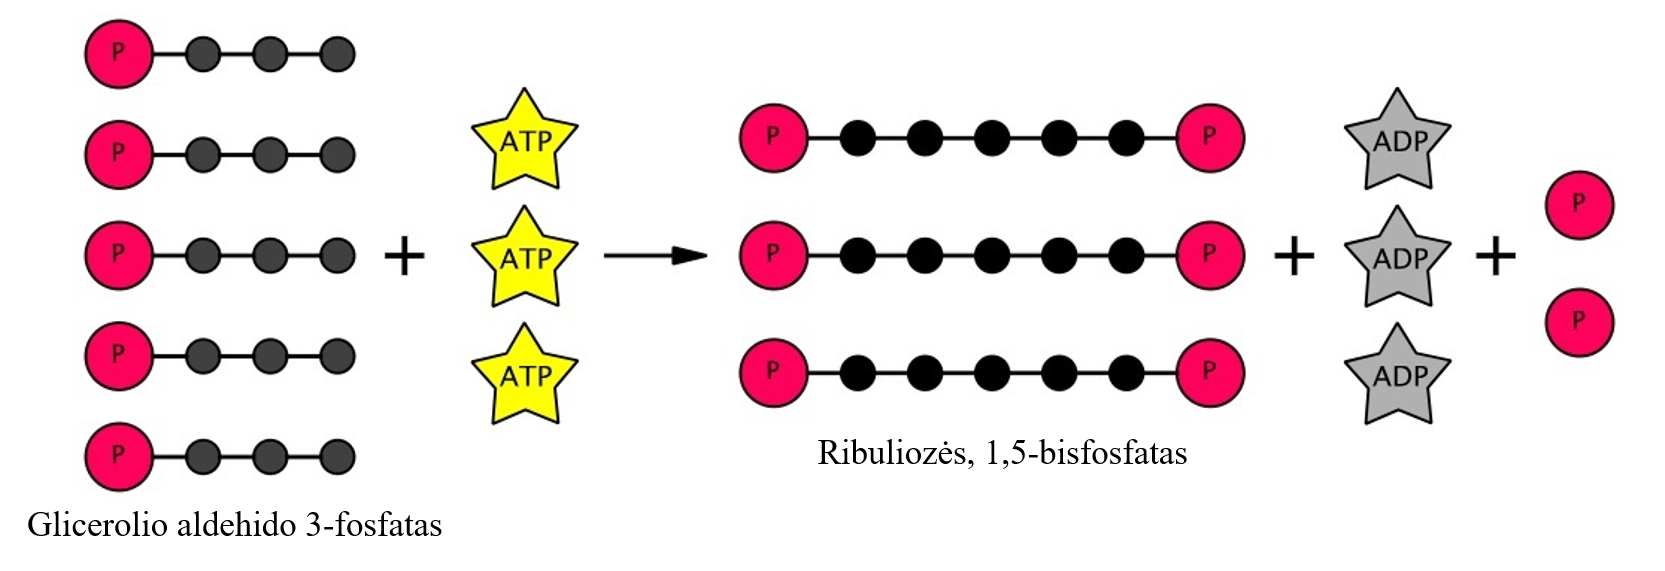 P
P
P
P
P
Glicerolio aldehido 3-fosfatas
+
ATP
ATP
ATP
P P
P P
P P
Ribuliozės, 1,5-bisfosfatas
+
ADP
ADP
ADP
+
P
P